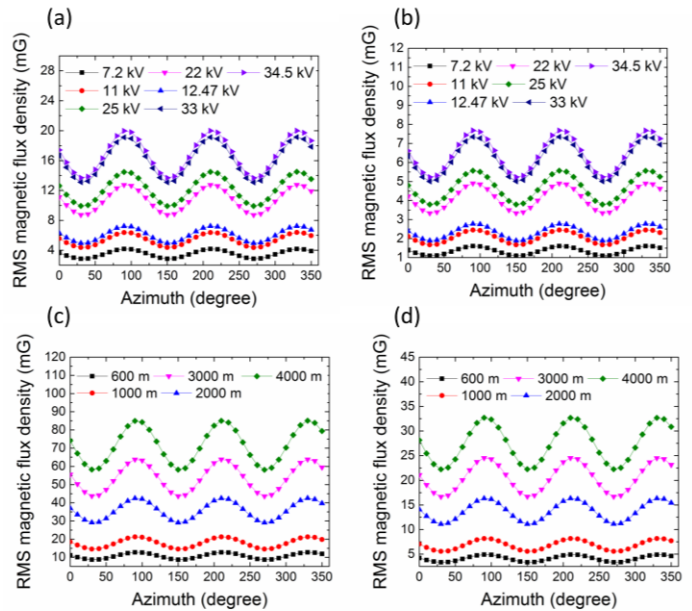 (a)
RMS magnetic flux density (mG)
28
24
20
16
12
8
4
7.2 kV 22 kV 34.5 kV
11 kV 12.47 kV
25 kV 33 kV
0 50 100 150 200 250 300 350
Azimuth (degree)
(b)
RMS magnetic flux density (mG)
12
11
10
9
8
7
6
5
4
3
2
1
7.2 kV 22 kV 34.5 kV
11 kV 25 kV
12.47 kV 33 kV
0 50 100 150 200 250 300 350
Azimuth (degree)
(c)
RMS magnetic flux density (mG)
120
110
100
90
80
70
60
50
40
30
20
10
600 m 3000 m 4000 m
1000 m 2000 m
0 50 100 150 200 250 300 350
Azimuth (degree)
(d)
RMS magnetic flux density (mG)
45
40
35
30
25
20
15
10
5
600 m 3000 m 4000 m
1000 m 2000 m
0 50 100 150 200 250 300 350
Azimuth (degree)